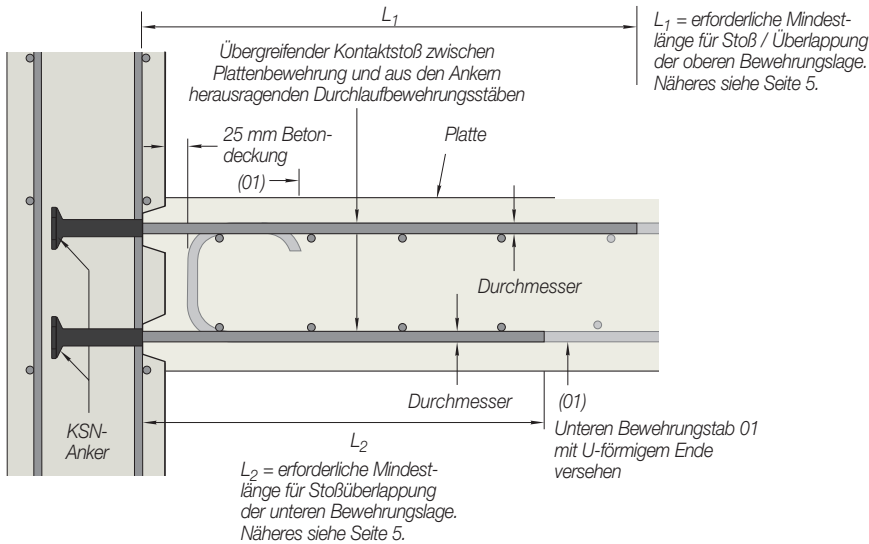 L1
L1 = erforderliche Mindest-
länge für Stoß / Überlappung
der oberen Bewehrungslage.
Näheres siehe Seite 5.
Übergreifender Kontaktstoß zwischen
Plattenbewehrung und aus den Ankern
herausragenden Durchlaufbewehrungsstäben
25 mm Beton-
deckung
(01)
Platte
Durchmesser
Durchmesser
(01)
Unteren Bewehrungstab 01
mit U-förmigem Ende
versehen
KSN-
Anker
L2
L2 = erforderliche Mindest-
länge für Stoßüberlappung
der unteren Bewehrungslage.
Näheres siehe Seite 5.